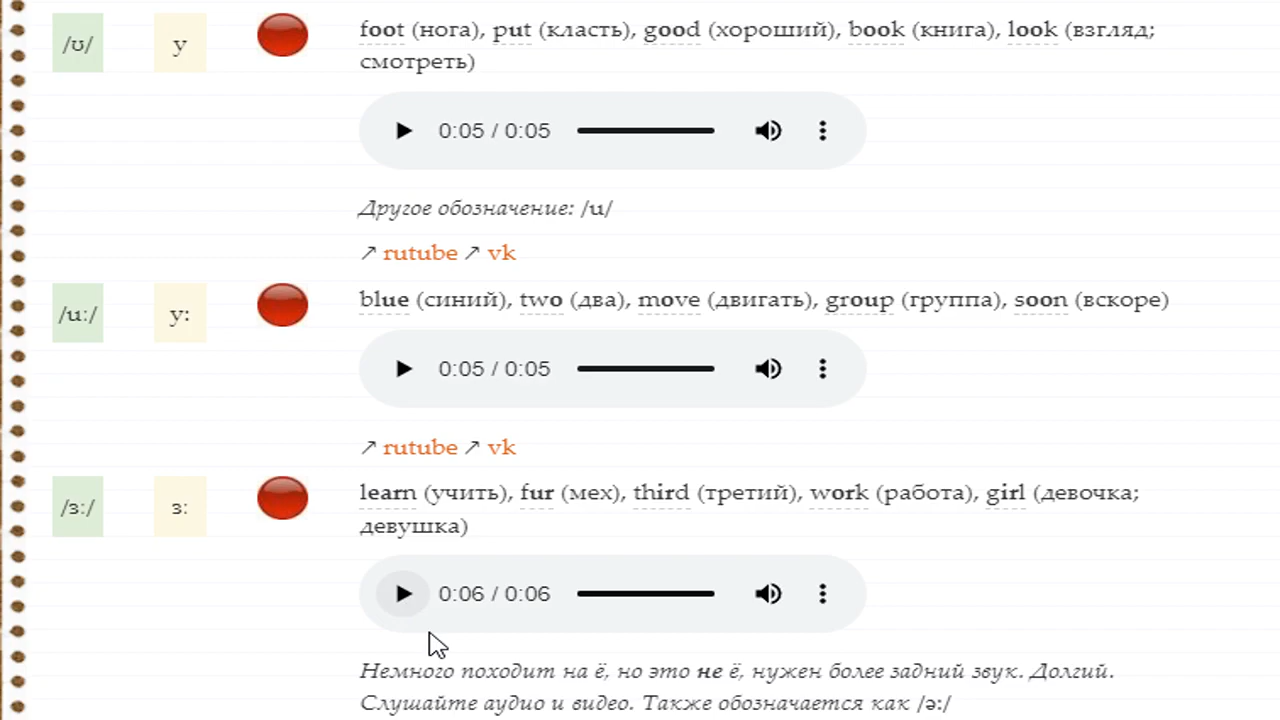 /ʊ/ у foot (нога), put (класть), good (хороший), book (книга), look (взгляд;
смотреть)
0:05 / 0:05
Другое обозначение: /u/
↗ rutube ↗ vk
/uː/ у: blue (синий), two (два), move (двигать), group (группа), soon (вскоре)
0:05 / 0:05
↗ rutube ↗ vk
/ɜː/ з: learn (учить), fur (мех), third (третий), work (работа), girl (девочка;
девушка)
0:06 / 0:06
Немного походит на ё, но это не ё, нужен более задний звук. Долгий.
Слушайте аудио и видео. Также обозначается как /əː/